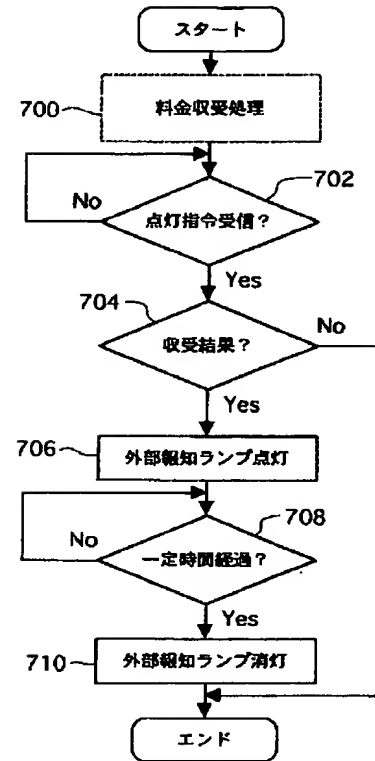 スタート
700
料金収受処理
702
No
点灯指令受信?
Yes
704
No
収受結果?
Yes
706
外部報知ランプ点灯
708
No
一定時間経過?
Yes
710
外部報知ランプ消灯
エンド